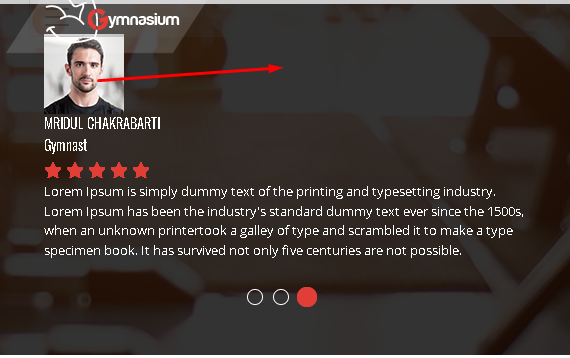 Gymnasium
MRIDUL CHAKRABARTI
Gymnast
Lorem Ipsum is simply dummy text of the printing and typesetting industry.
Lorem Ipsum has been the industry's standard dummy text ever since the 1500s,
when an unknown printertook a galley of type and scrambled it to make a type
specimen book. It has survived not only five centuries are not possible.